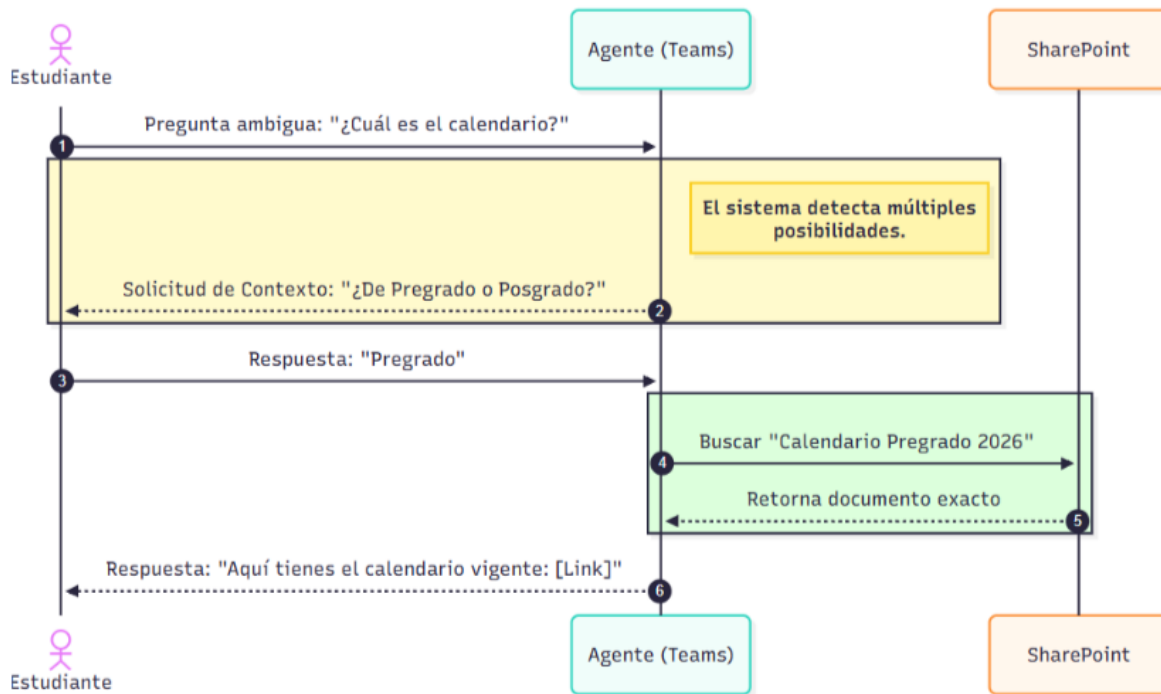 Agente (Teams)
SharePoint
Estudiante
Pregunta ambigua: "¿Cuál es el calendario?"
1
El sistema detecta múltiples
posibilidades.
Solicitud de Contexto: "¿De Pregrado o Posgrado?"
2
Respuesta: "Pregrado"
3
Buscar "Calendario Pregrado 2026"
4
Retorna documento exacto
5
Respuesta: "Aquí tienes el calendario vigente: [Link]"
6
Estudiante
Agente (Teams)
SharePoint